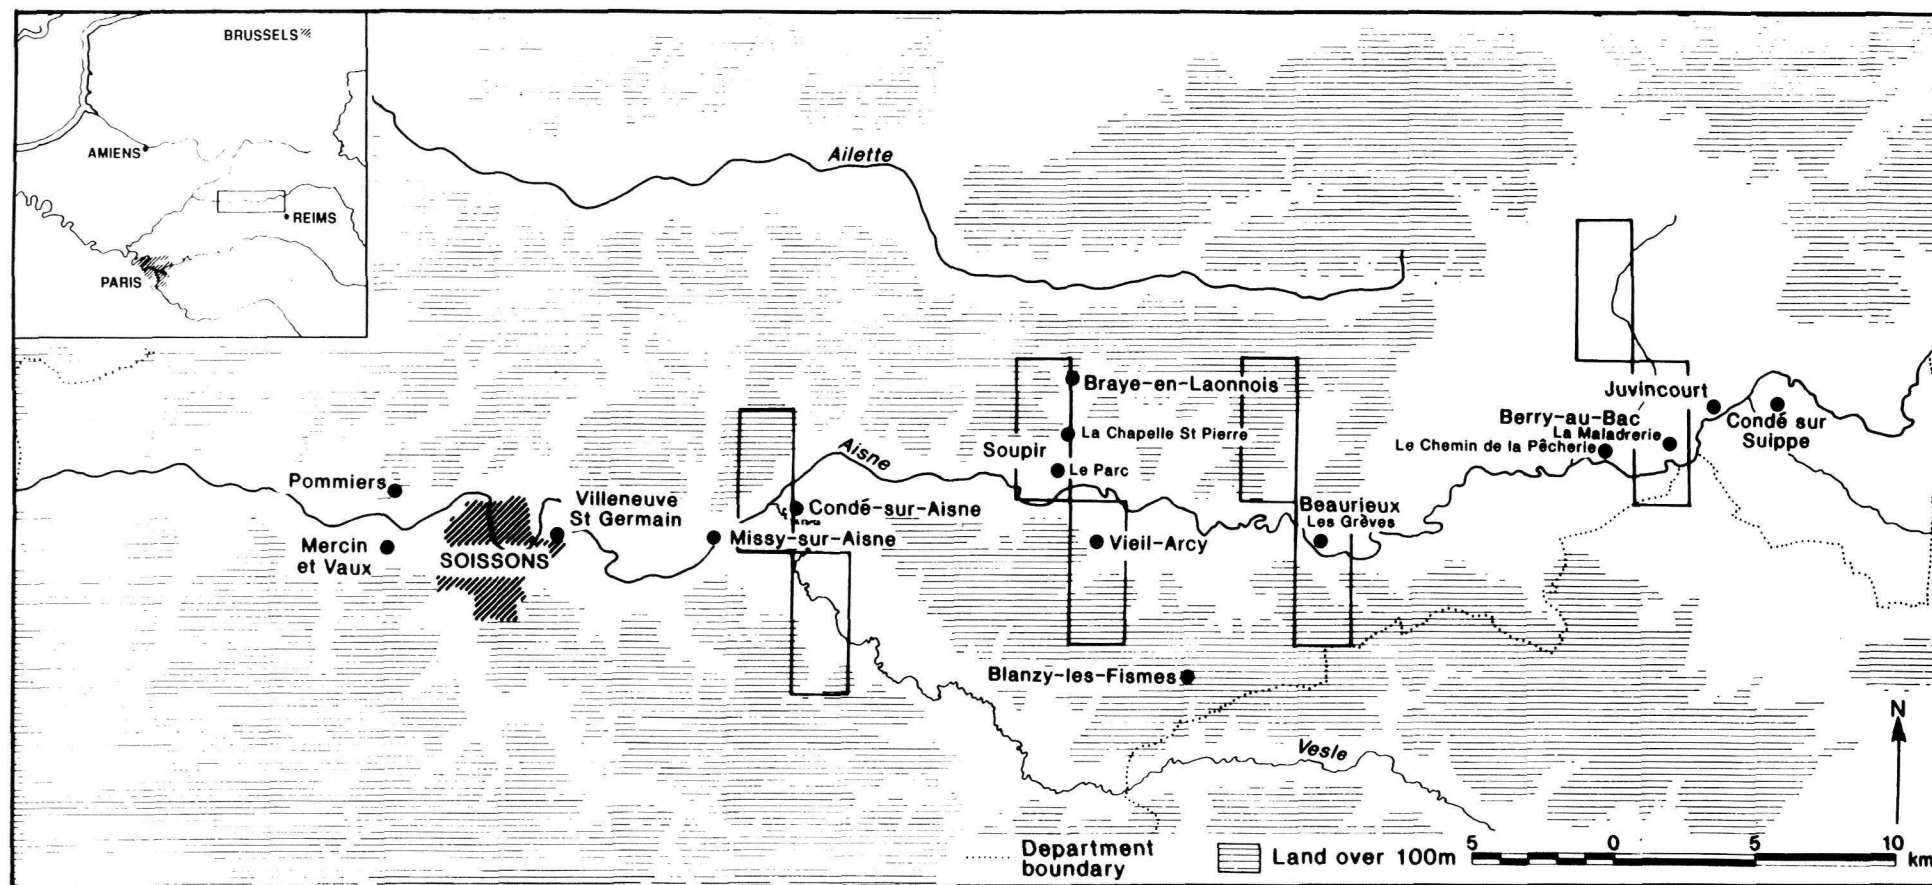 BRUSSELS
AMIENS
REIMS
PARIS
Ailette
Braye-en-Laonnois
La Chapelle St Pierre
Soupir
Le Parc
Aisne
Juvincourt
Berry-au-Bac
La Maladrerie
Le Chemin de la Pêcherie
Condé sur
Suippe
Pommiers
Villeneuve
St Germain
Condé-sur-Aisne
Beaurieux
Les Grèves
Mercin
et Vaux
SOISSONS
Missy-sur-Aisne
Vieil-Arcy
Blanzy-les-Fismes
Vesle
N
Department
boundary
Land over 100m
5 0 5 10 km